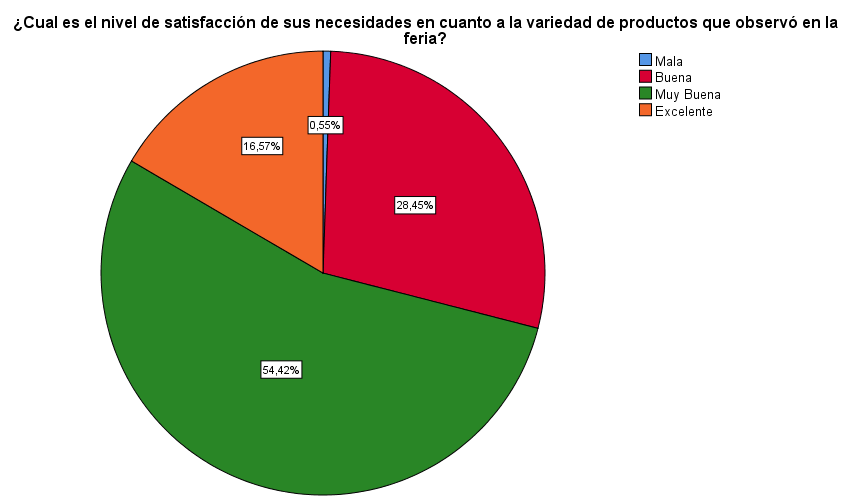 ¿Cual es el nivel de satisfacción de sus necesidades en cuanto a la variedad de productos que observó en la
feria?
Mala
Buena
Muy Buena
Excelente
0,55%
16,57%
28,45%
54,42%